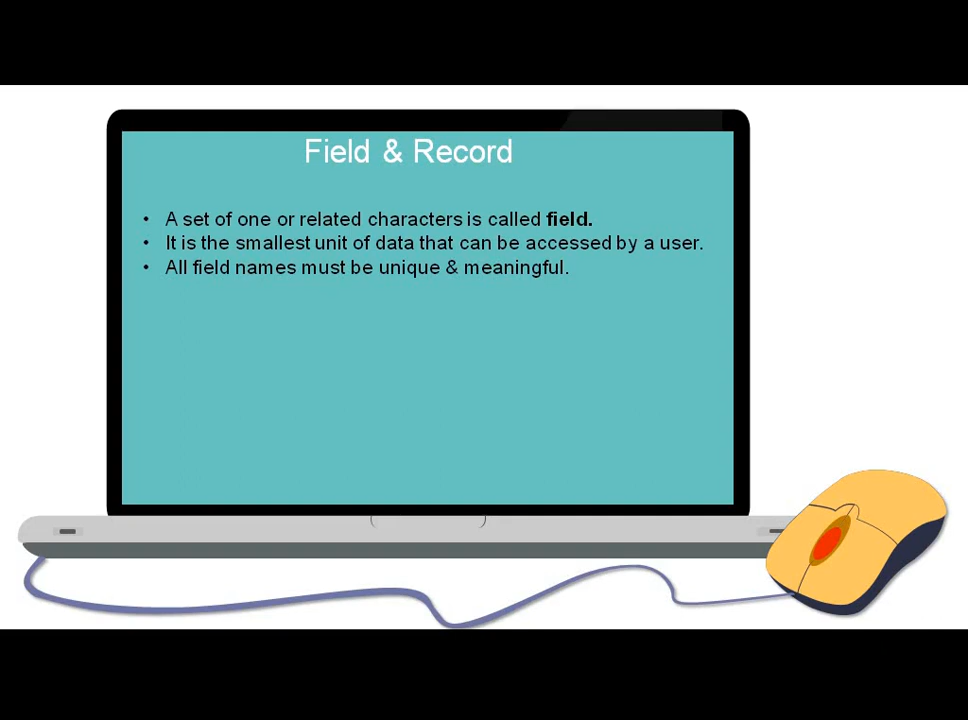 Field & Record
• A set of one or related characters is called field.
• It is the smallest unit of data that can be accessed by a user.
• All field names must be unique & meaningful.